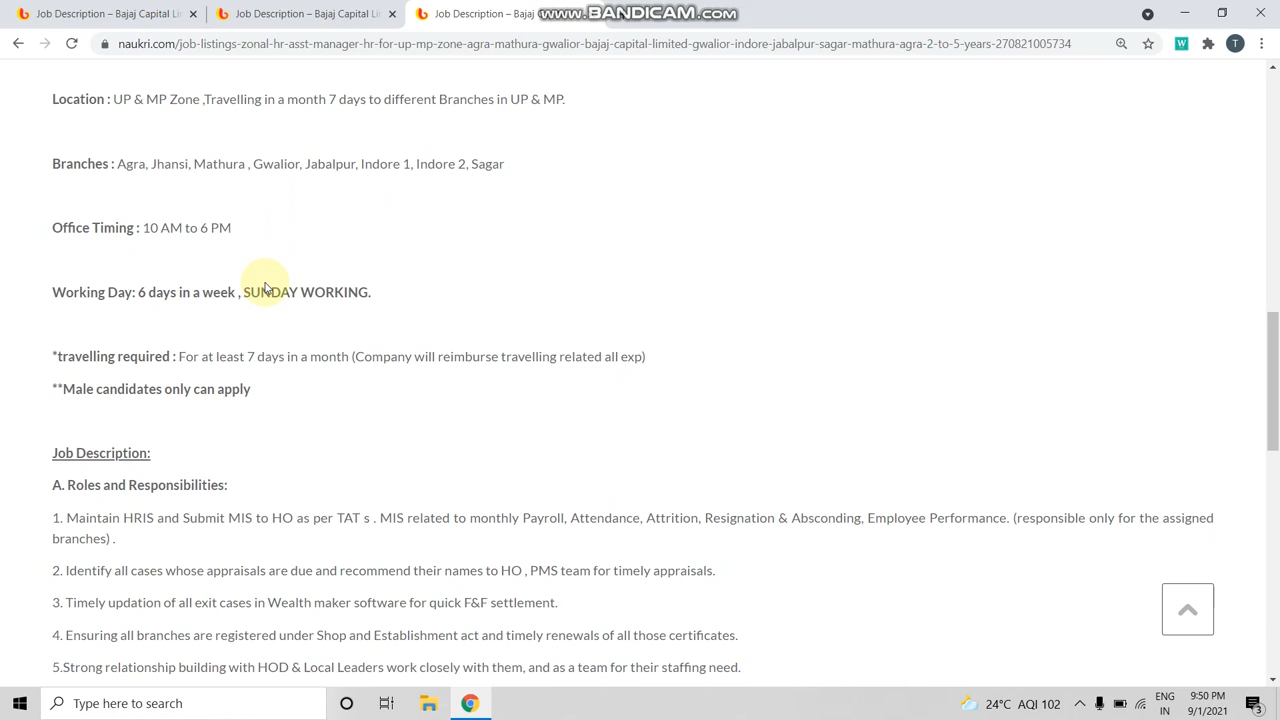 Job Description – Bajaj Capital Li
Job Description – Bajaj Capital Li
Job Description – Bajaj
www.BANDICAM.com
naukri.com/job-listings-zonal-hr-asst-manager-hr-for-up-mp-zone-agra-mathura-gwalior-bajaj-capital-limited-gwalior-indore-jabalpur-sagar-mathura-agra-2-to-5-years-270821005734
W
T
Location : UP & MP Zone ,Travelling in a month 7 days to different Branches in UP & MP.
Branches : Agra, Jhansi, Mathura , Gwalior, Jabalpur, Indore 1, Indore 2, Sagar
Office Timing : 10 AM to 6 PM
Working Day: 6 days in a week , SUNDAY WORKING.
*travelling required : For at least 7 days in a month (Company will reimburse travelling related all exp)
**Male candidates only can apply
Job Description:
A. Roles and Responsibilities:
1. Maintain HRIS and Submit MIS to HO as per TAT s . MIS related to monthly Payroll, Attendance, Attrition, Resignation & Absconding, Employee Performance. (responsible only for the assigned
branches) .
2. Identify all cases whose appraisals are due and recommend their names to HO , PMS team for timely appraisals.
3. Timely updation of all exit cases in Wealth maker software for quick F&F settlement.
4. Ensuring all branches are registered under Shop and Establishment act and timely renewals of all those certificates.
5.Strong relationship building with HOD & Local Leaders work closely with them, and as a team for their staffing need.
Type here to search
24°C AQI 102
ENG
IN
9:50 PM
9/1/2021
3